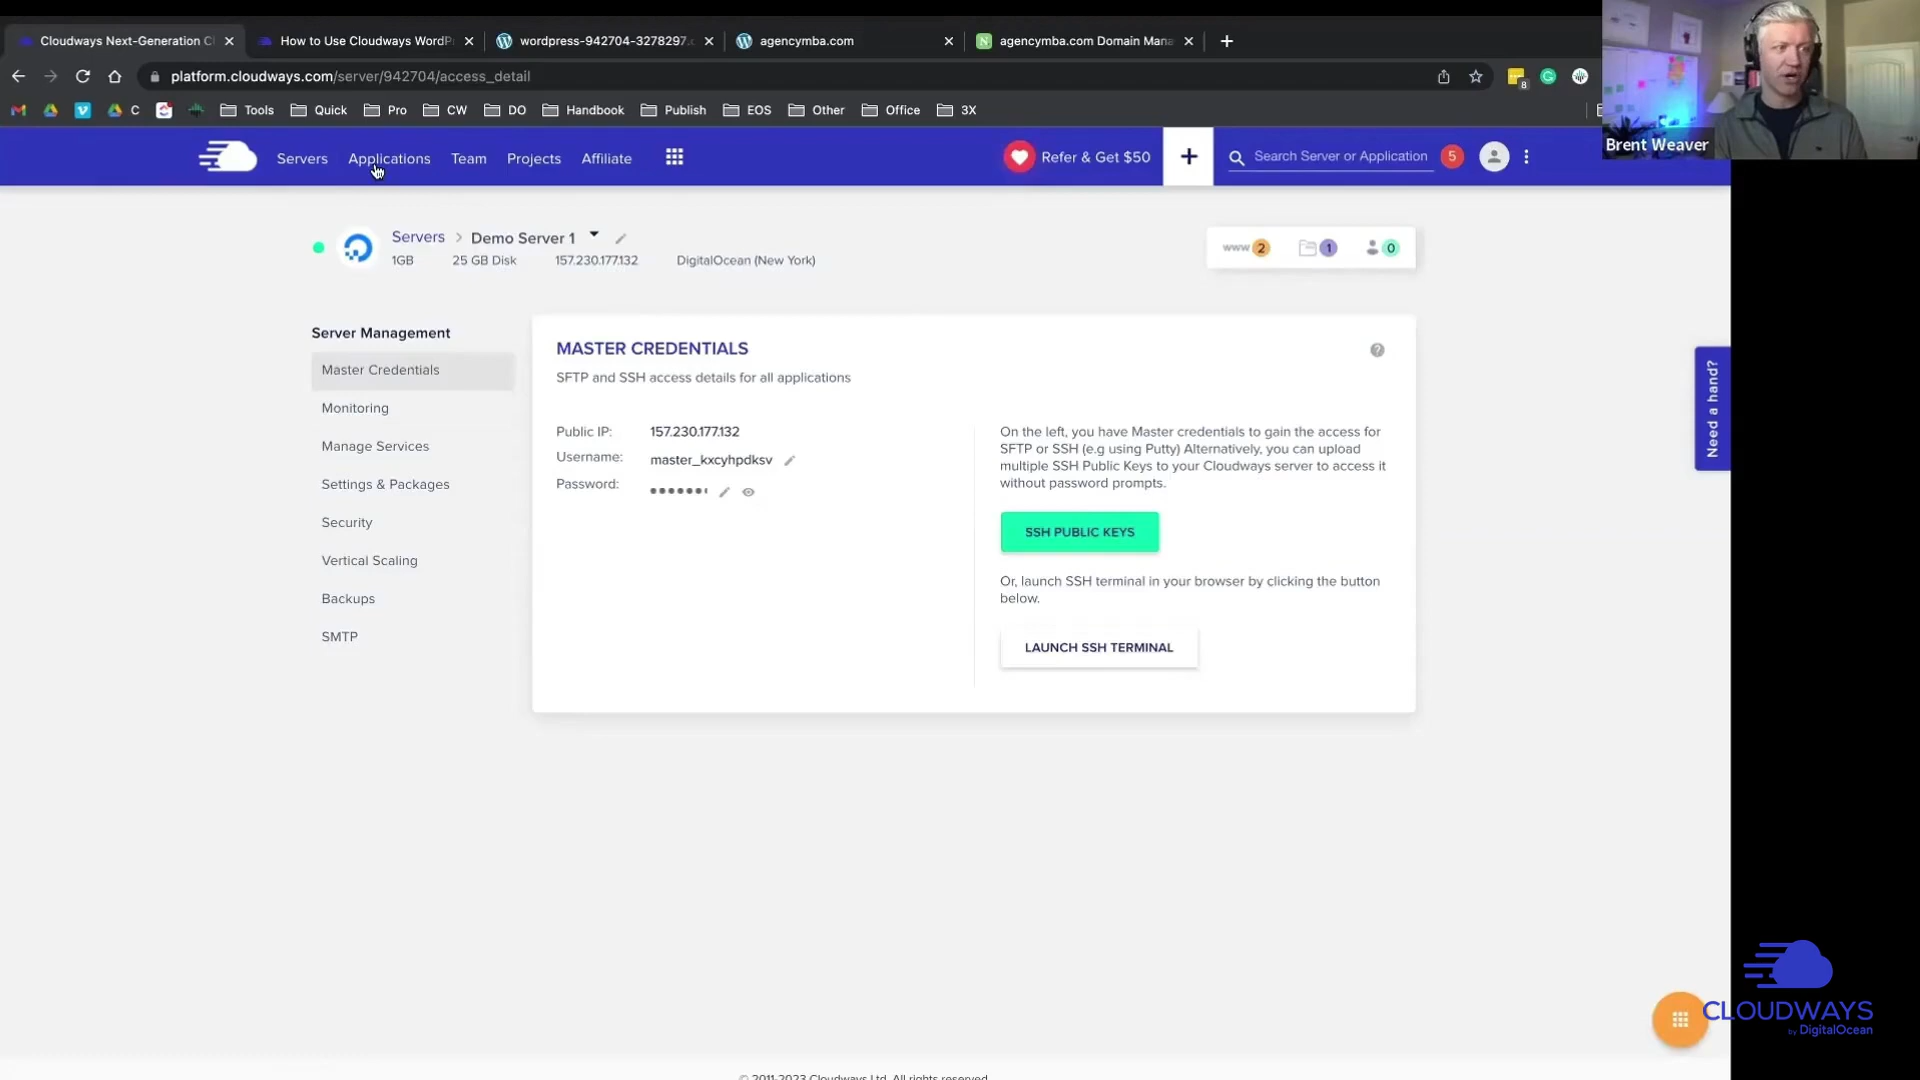 Cloudways Next-Generation C
How to Use Cloudways WordP
wordpress-942704-3278297.
agencymba.com
agencymba.com Domain Mana
platform.cloudways.com/server/942704/access_detail
8
C
Tools
Quick
Pro
CW
DO
Handbook
Publish
EOS
Other
Office
3X
Brent Weaver
Servers
Applications
Team
Projects
Affiliate
Refer & Get $50
+
Search Server or Application
5
Servers > Demo Server 1
1GB
25 GB Disk
157.230.177.132
DigitalOcean (New York)
www 2
1
0
Server Management
Master Credentials
Monitoring
Manage Services
Settings & Packages
Security
Vertical Scaling
Backups
SMTP
MASTER CREDENTIALS
SFTP and SSH access details for all applications
Public IP: 157.230.177.132
Username: master_kxcyhpdksv
Password:
On the left, you have Master credentials to gain the access for
SFTP or SSH (e.g using Putty) Alternatively, you can upload
multiple SSH Public Keys to your Cloudways server to access it
without password prompts.
SSH PUBLIC KEYS
Or, launch SSH terminal in your browser by clicking the button
below.
LAUNCH SSH TERMINAL
Need a hand?
CLOUDWAYS
by DigitalOcean
© 2011-2023 Cloudways Ltd. All rights reserved